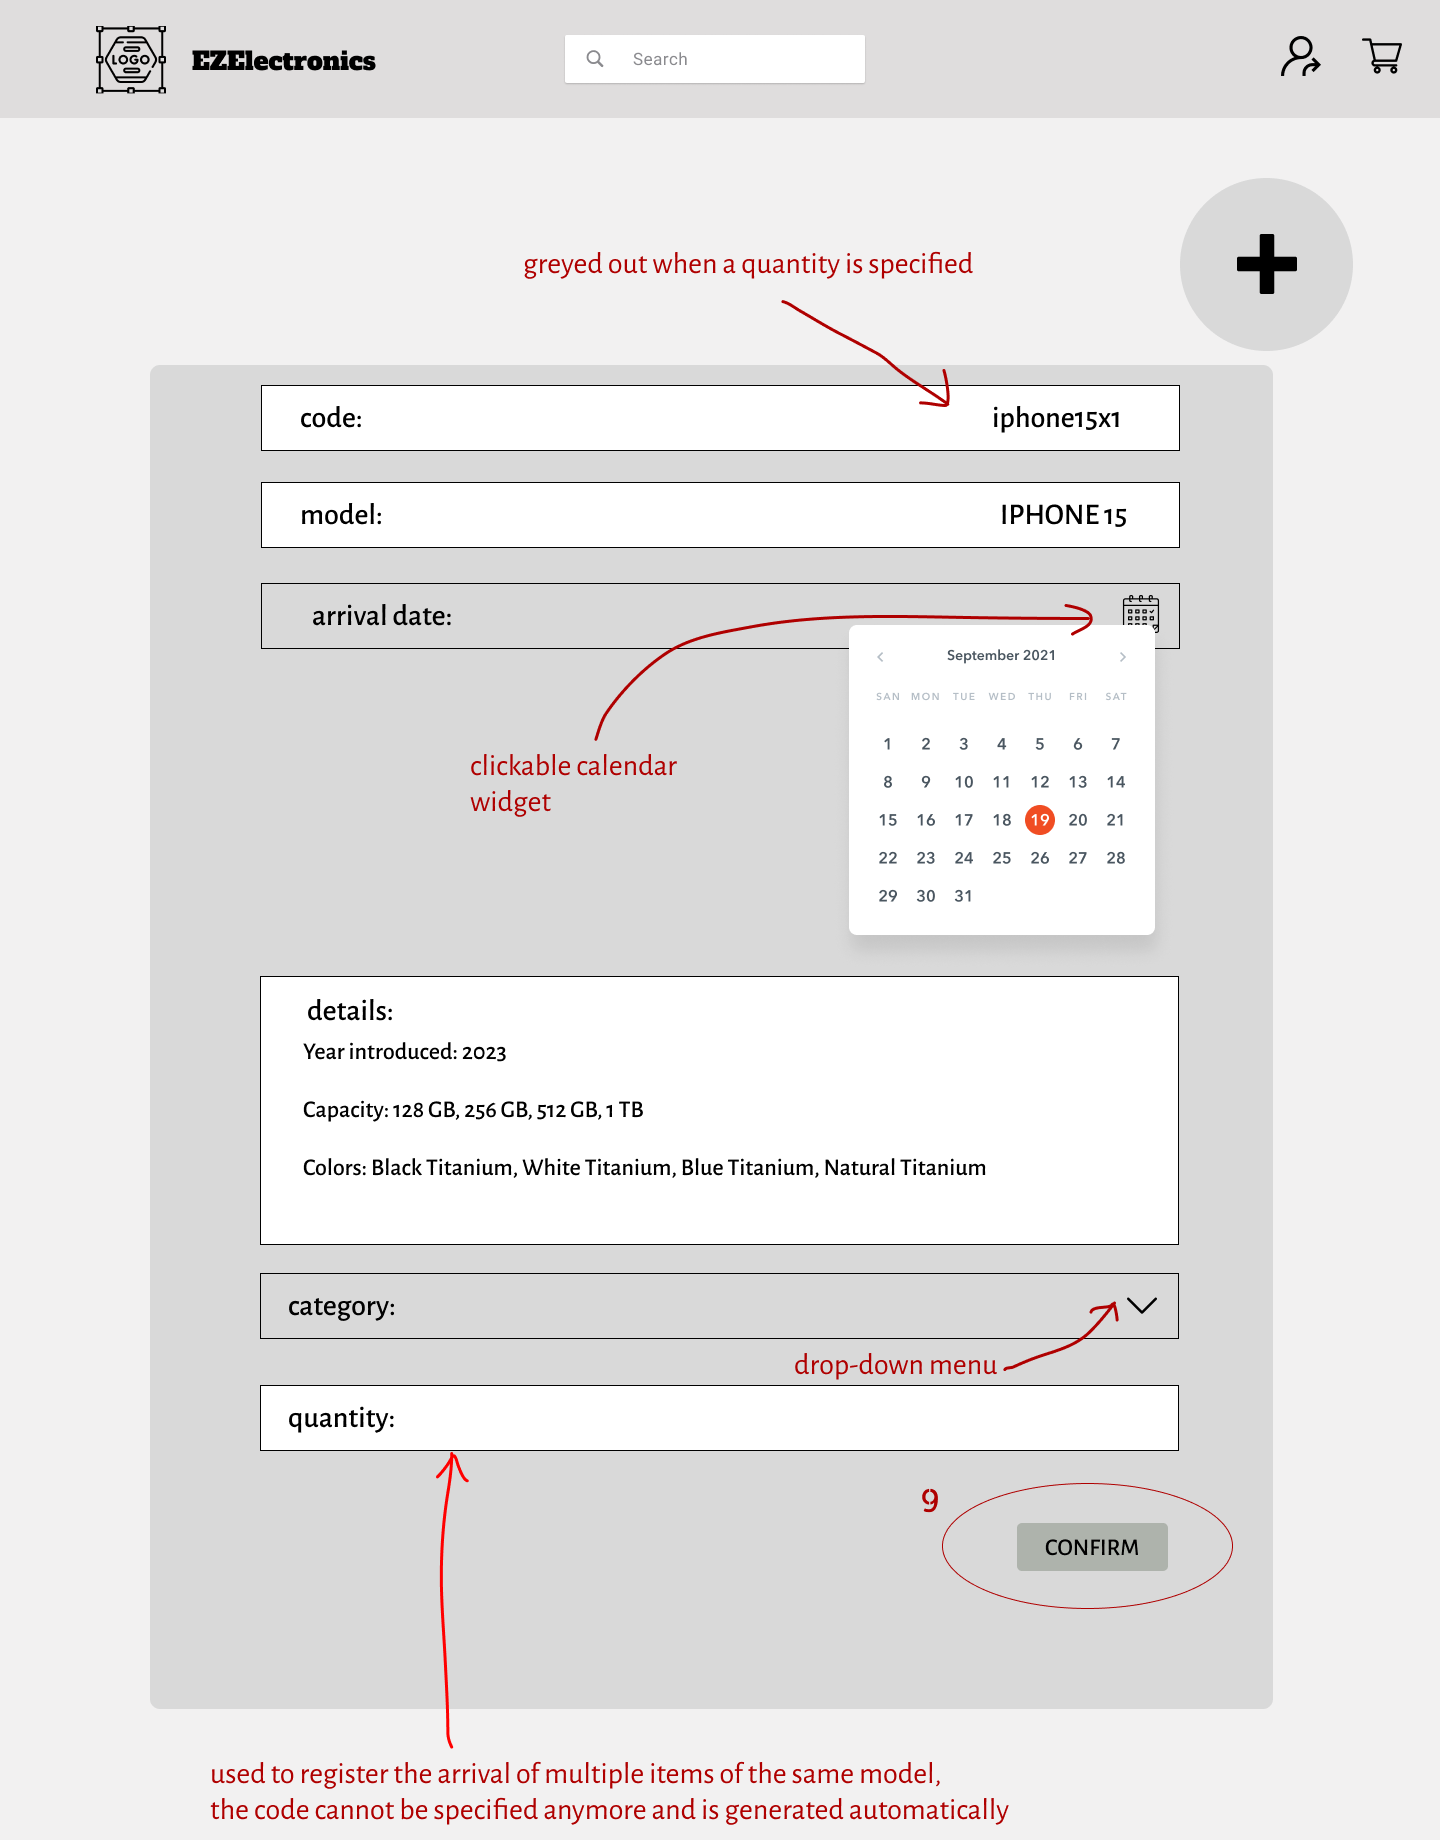 LOGO
EZElectronics
Search
greyed out when a quantity is specified
code: iphone15x1
model: IPHONE 15
arrival date:
September 2021
SAN MON TUE WED THU FRI SAT
1 2 3 4 5 6 7
8 9 10 11 12 13 14
15 16 17 18 19 20 21
22 23 24 25 26 27 28
29 30 31
clickable calendar
widget
details:
Year introduced: 2023
Capacity: 128 GB, 256 GB, 512 GB, 1 TB
Colors: Black Titanium, White Titanium, Blue Titanium, Natural Titanium
category:
drop-down menu
quantity:
9
CONFIRM
used to register the arrival of multiple items of the same model,
the code cannot be specified anymore and is generated automatically